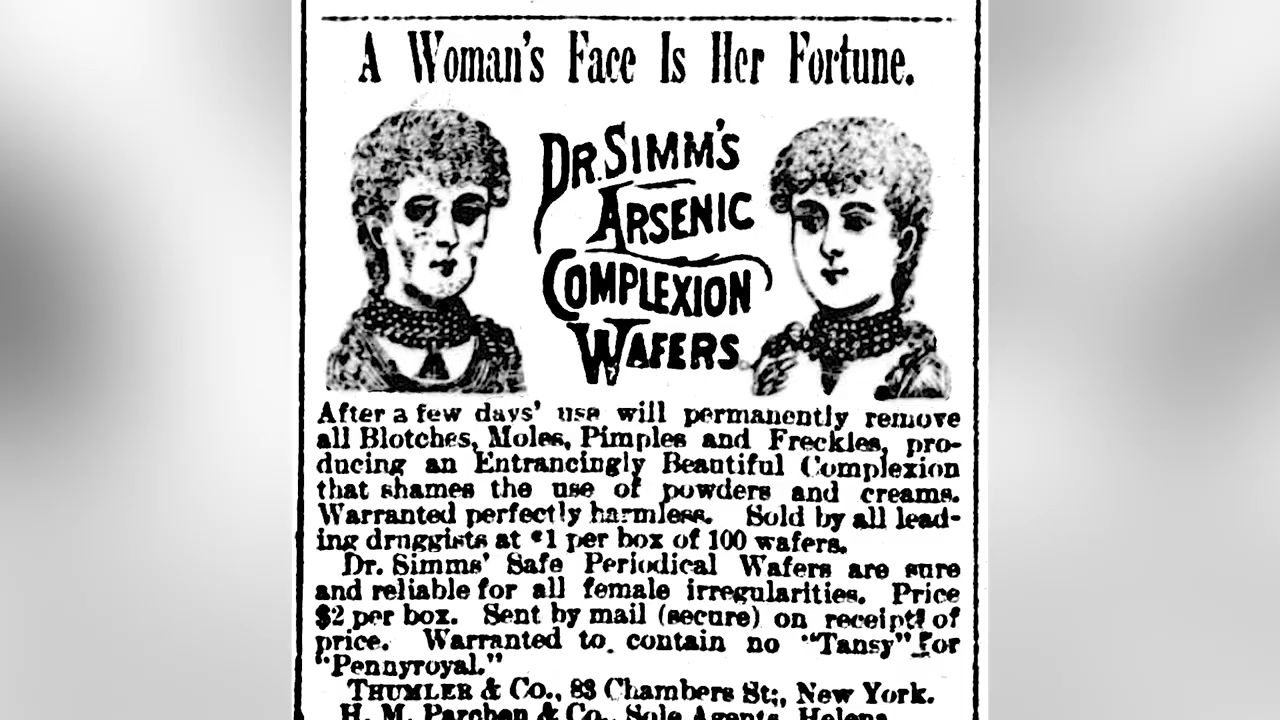 A Woman's Face Is Her Fortune.
DR. SIMM'S
ARSENIC
COMPLEXION
WAFERS
After a few days' use will permanently remove
all Blotches, Moles, Pimples and Freckles, pro-
ducing an Entrancingly Beautiful Complexion
that shames the use of powders and creams.
Warranted perfectly harmless. Sold by all lead-
ing druggists at $1 per box of 100 wafers.
Dr. Simms' Safe Periodical Wafers are sure
and reliable for all female irregularities. Price
$2 per box. Sent by mail (secure) on receipt of
price. Warranted to contain no "Tansy" or
"Pennyroyal."
THUMLER & Co., 83 Chambers St., New York.
H. M. Parchen & Co., Sole Agents, Helena.